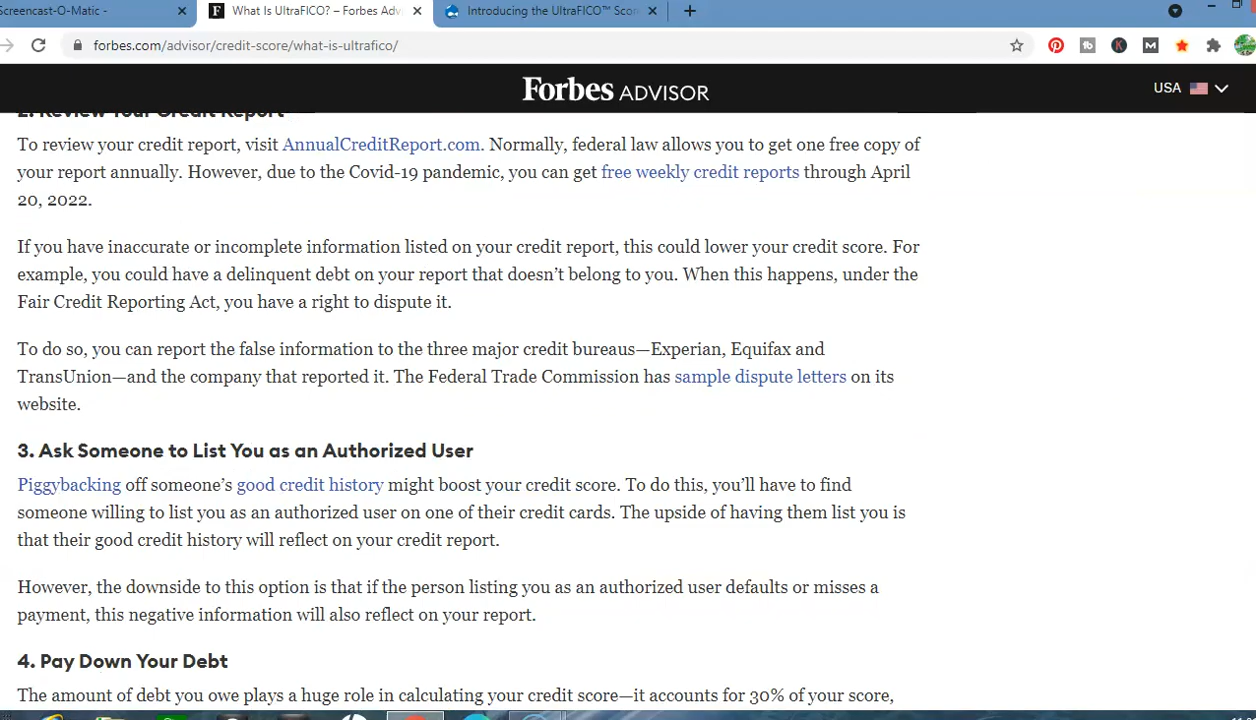 Screencast-O-Matic -
What Is UltraFICO? – Forbes Adv
Introducing the UltraFICO™ Scor
forbes.com/advisor/credit-score/what-is-ultrafico/
Forbes ADVISOR
USA
2. Review Your Credit Report
To review your credit report, visit AnnualCreditReport.com. Normally, federal law allows you to get one free copy of
your report annually. However, due to the Covid-19 pandemic, you can get free weekly credit reports through April
20, 2022.
If you have inaccurate or incomplete information listed on your credit report, this could lower your credit score. For
example, you could have a delinquent debt on your report that doesn’t belong to you. When this happens, under the
Fair Credit Reporting Act, you have a right to dispute it.
To do so, you can report the false information to the three major credit bureaus—Experian, Equifax and
TransUnion—and the company that reported it. The Federal Trade Commission has sample dispute letters on its
website.
3. Ask Someone to List You as an Authorized User
Piggybacking off someone’s good credit history might boost your credit score. To do this, you’ll have to find
someone willing to list you as an authorized user on one of their credit cards. The upside of having them list you is
that their good credit history will reflect on your credit report.
However, the downside to this option is that if the person listing you as an authorized user defaults or misses a
payment, this negative information will also reflect on your report.
4. Pay Down Your Debt
The amount of debt you owe plays a huge role in calculating your credit score—it accounts for 30% of your score,